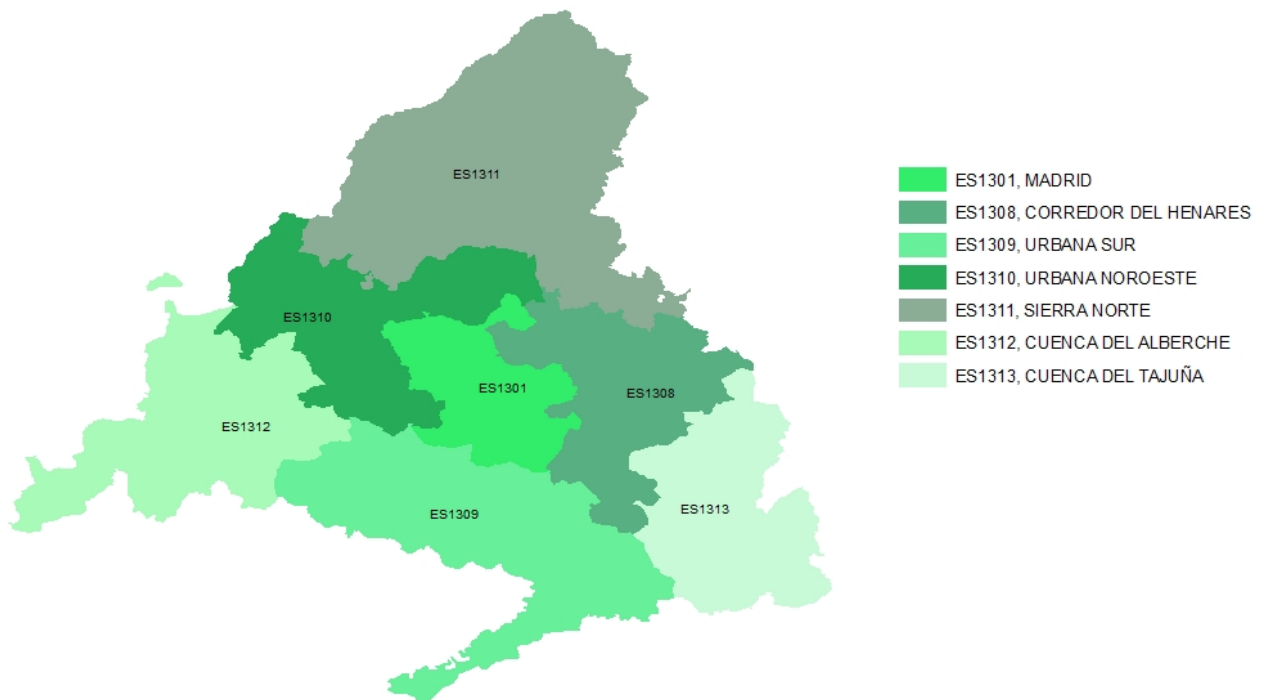 ES1311
ES1310
ES1301
ES1308
ES1312
ES1309
ES1313
ES1301, MADRID
ES1308, CORREDOR DEL HENARES
ES1309, URBANA SUR
ES1310, URBANA NOROESTE
ES1311, SIERRA NORTE
ES1312, CUENCA DEL ALBERCHE
ES1313, CUENCA DEL TAJUÑA